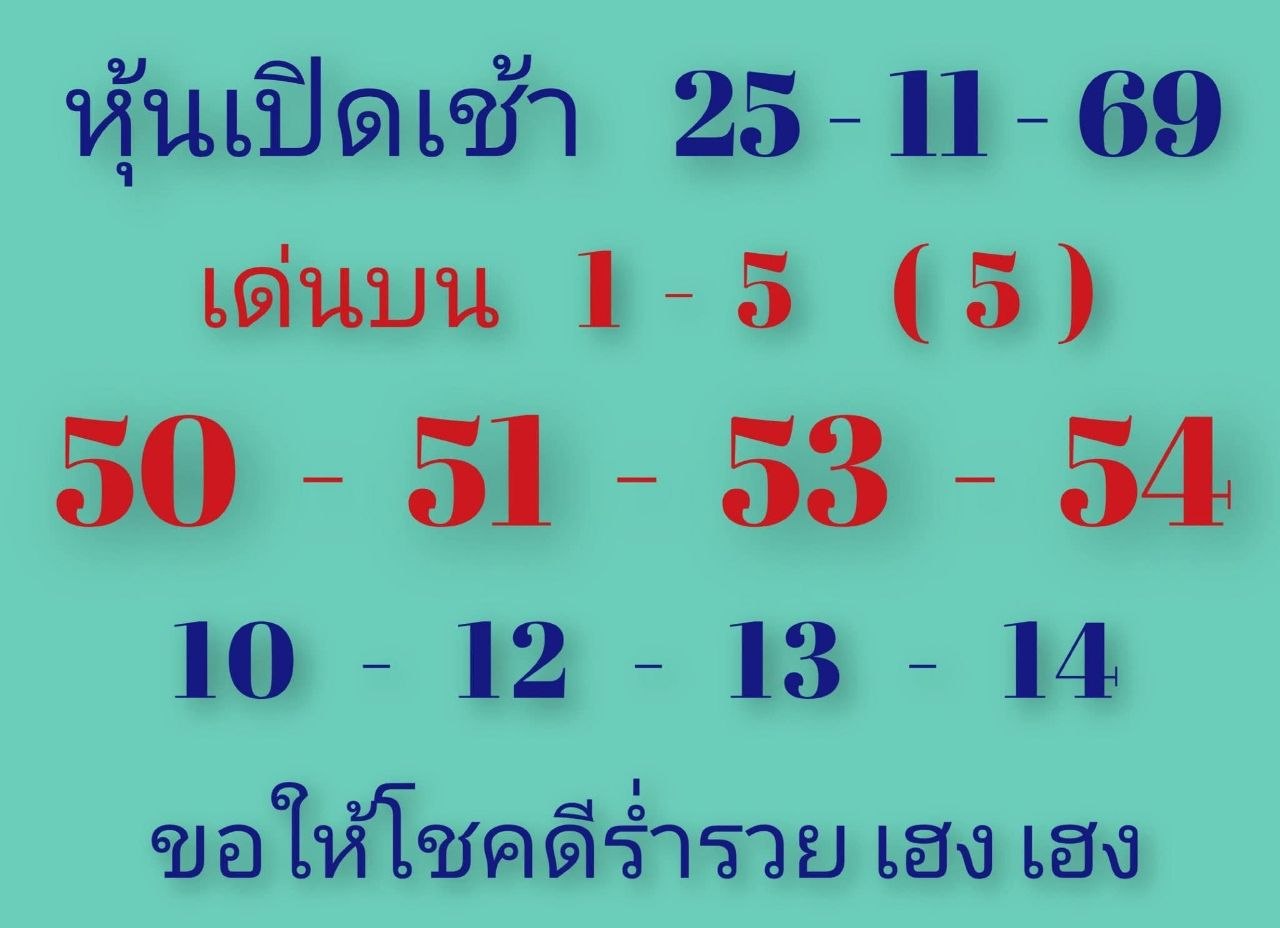 หุ้นเปิดเช้า 25 - 11 - 69
เด่นบน 1 - 5 ( 5 )
50 - 51 - 53 - 54
10 - 12 - 13 - 14
ขอให้โชคดีร่ำรวย เฮง เฮง